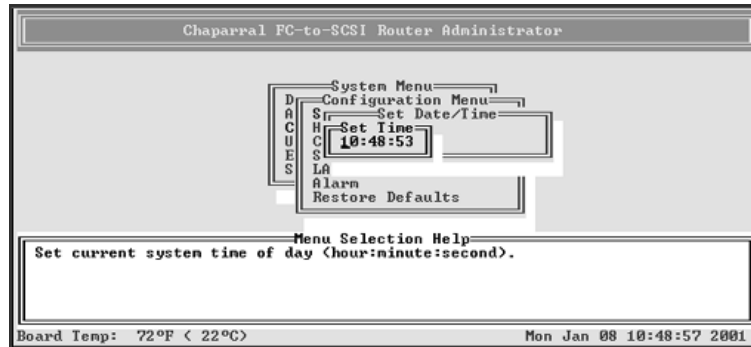 Chaparral FC-to-SCSI Router Administrator
System Menu
D
Configuration Menu
A
S
Set Date/Time
C
H
Set Time
U
C
10:48:53
E
S
S
LA
Alarm
Restore Defaults
Menu Selection Help
Set current system time of day (hour:minute:second).
Board Temp: 72°F ( 22°C)
Mon Jan 08 10:48:57 2001